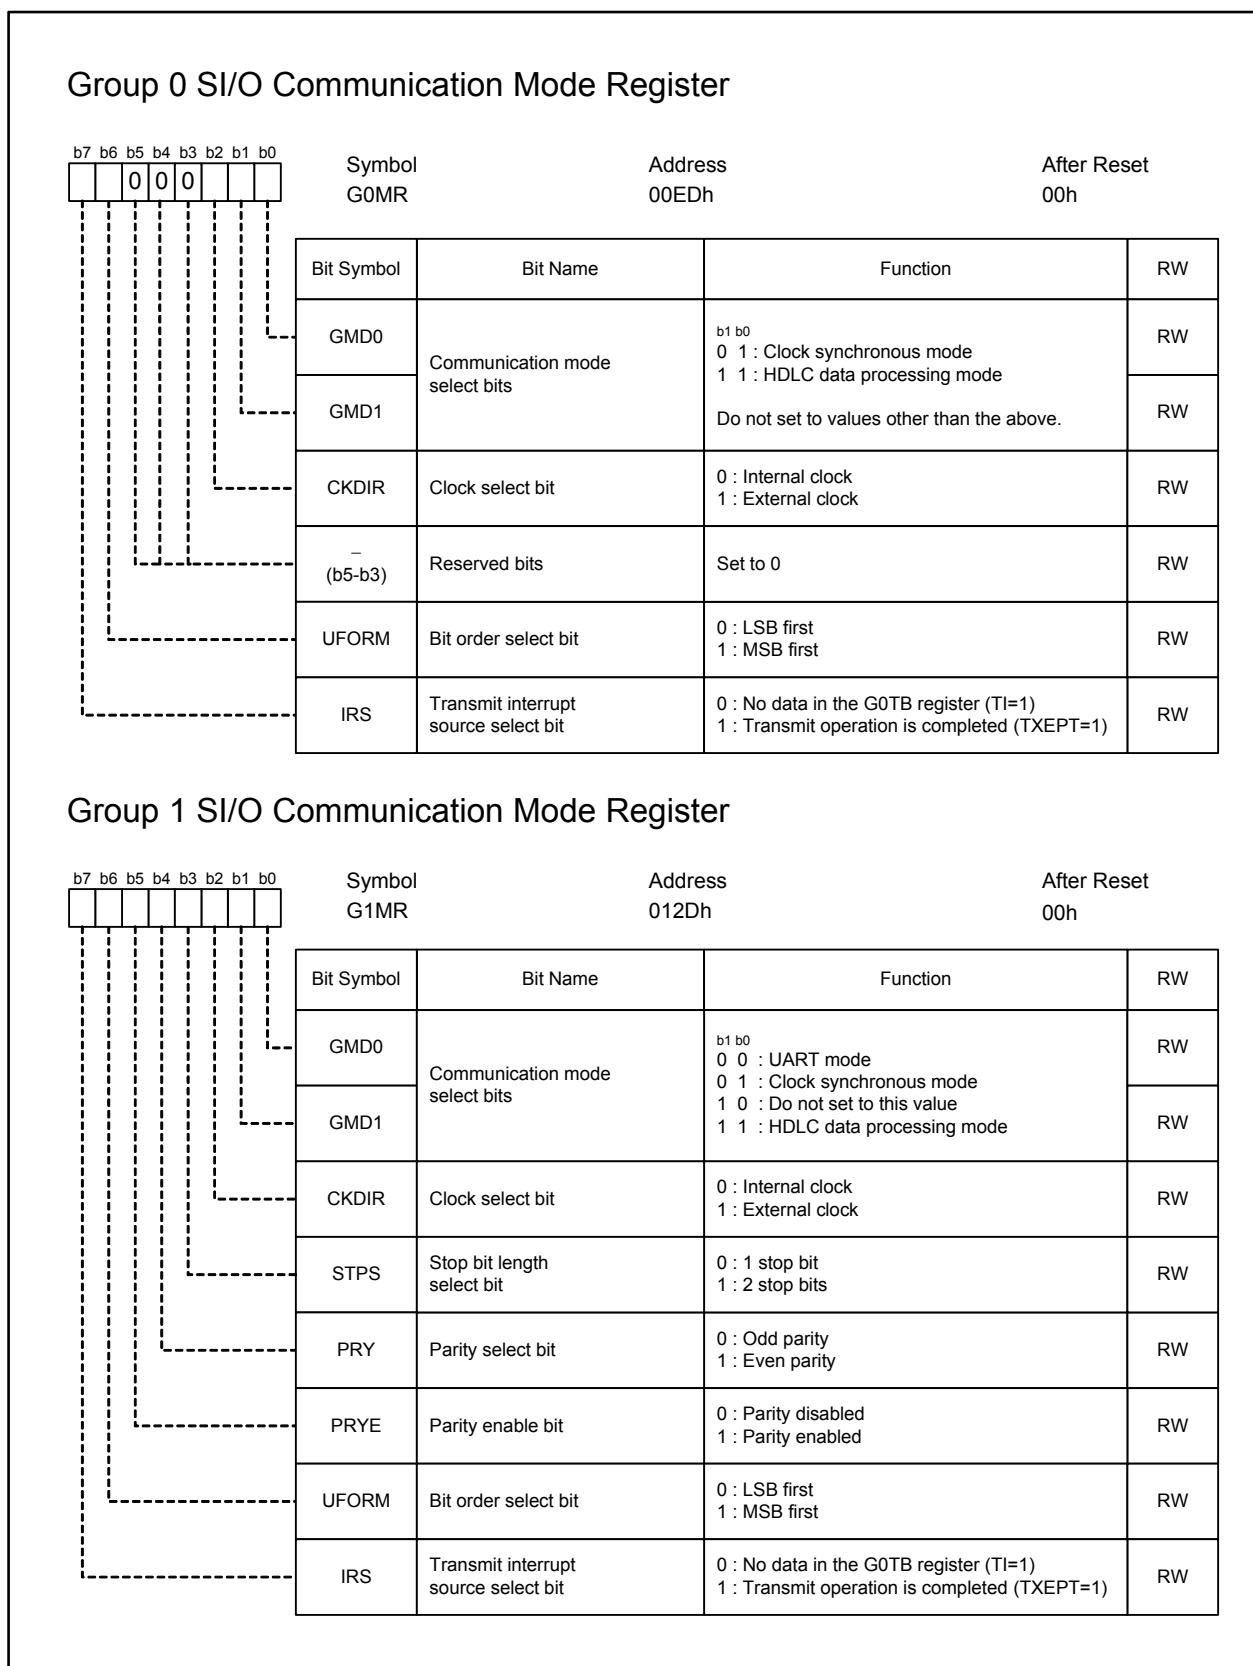 Group 0 SI/O Communication Mode Register
b7 b6 b5 b4 b3 b2 b1 b0
0 0 0
Symbol Address After Reset
G0MR 00EDh 00h
Bit Symbol Bit Name Function RW
GMD0
GMD1
Communication mode
select bits
b1 b0
0 1 : Clock synchronous mode
1 1 : HDLC data processing mode
Do not set to values other than the above.
RW
RW
CKDIR Clock select bit
0 : Internal clock
1 : External clock
RW
–
(b5-b3)
Reserved bits Set to 0 RW
UFORM Bit order select bit
0 : LSB first
1 : MSB first
RW
IRS
Transmit interrupt
source select bit
0 : No data in the G0TB register (TI=1)
1 : Transmit operation is completed (TXEPT=1)
RW
Group 1 SI/O Communication Mode Register
b7 b6 b5 b4 b3 b2 b1 b0
Symbol Address After Reset
G1MR 012Dh 00h
Bit Symbol Bit Name Function RW
GMD0
GMD1
Communication mode
select bits
b1 b0
0 0 : UART mode
0 1 : Clock synchronous mode
1 0 : Do not set to this value
1 1 : HDLC data processing mode
RW
RW
CKDIR Clock select bit
0 : Internal clock
1 : External clock
RW
STPS
Stop bit length
select bit
0 : 1 stop bit
1 : 2 stop bits
RW
PRY Parity select bit
0 : Odd parity
1 : Even parity
RW
PRYE Parity enable bit
0 : Parity disabled
1 : Parity enabled
RW
UFORM Bit order select bit
0 : LSB first
1 : MSB first
RW
IRS
Transmit interrupt
source select bit
0 : No data in the G0TB register (TI=1)
1 : Transmit operation is completed (TXEPT=1)
RW